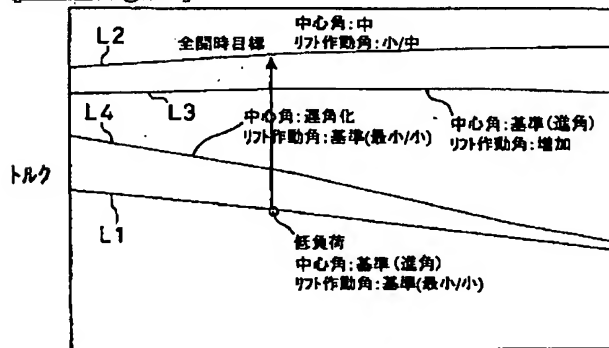 中心角:中
リフト作動角:小/中
全開時目標
L2
L3
L4
中心角:遅角化
リフト作動角:基準(最小/小)
中心角:基準(進角)
リフト作動角:増加
トルク
L1
低負荷
中心角:基準(進角)
リフト作動角:基準(最小/小)